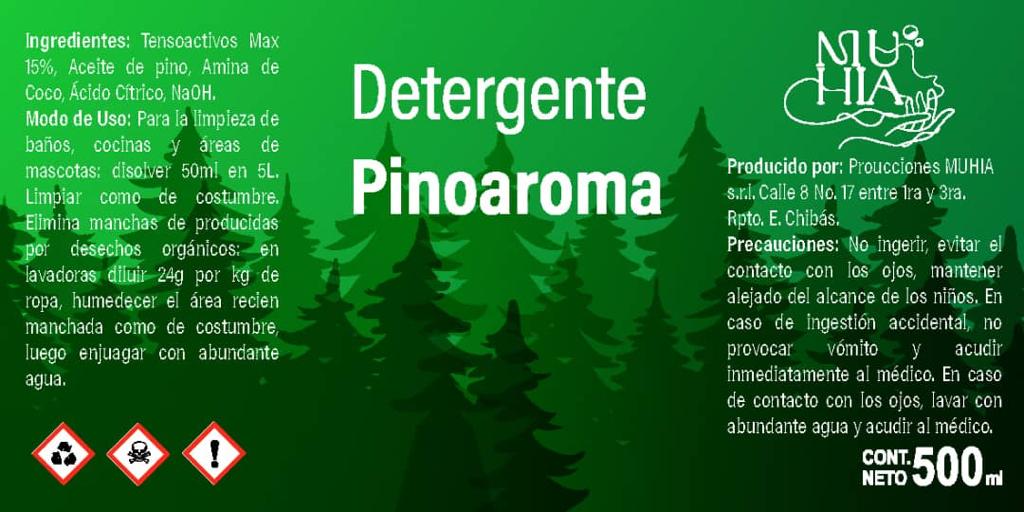 Ingredientes: Tensoactivos Max
15%, Aceite de pino, Amina de
Coco, Ácido Cítrico, NaOH.
Modo de Uso: Para la limpieza de
baños, cocinas y áreas de
mascotas: disolver 50ml en 5L.
Limpiar como de costumbre.
Elimina manchas de producidas
por desechos orgánicos: en
lavadoras diluir 24g por kg de
ropa, humedecer el área recien
manchada como de costumbre,
luego enjuagar con abundante
agua.
Detergente
Pinoaroma
MU
HIA
Producido por: Proucciones MUHIA
s.r.l. Calle 8 No. 17 entre 1ra y 3ra.
Rpto. E. Chibás.
Precauciones: No ingerir, evitar el
contacto con los ojos, mantener
alejado del alcance de los niños. En
caso de ingestión accidental, no
provocar vómito y acudir
inmediatamente al médico. En caso
de contacto con los ojos, lavar con
abundante agua y acudir al médico.
CONT.
NETO 500 ml